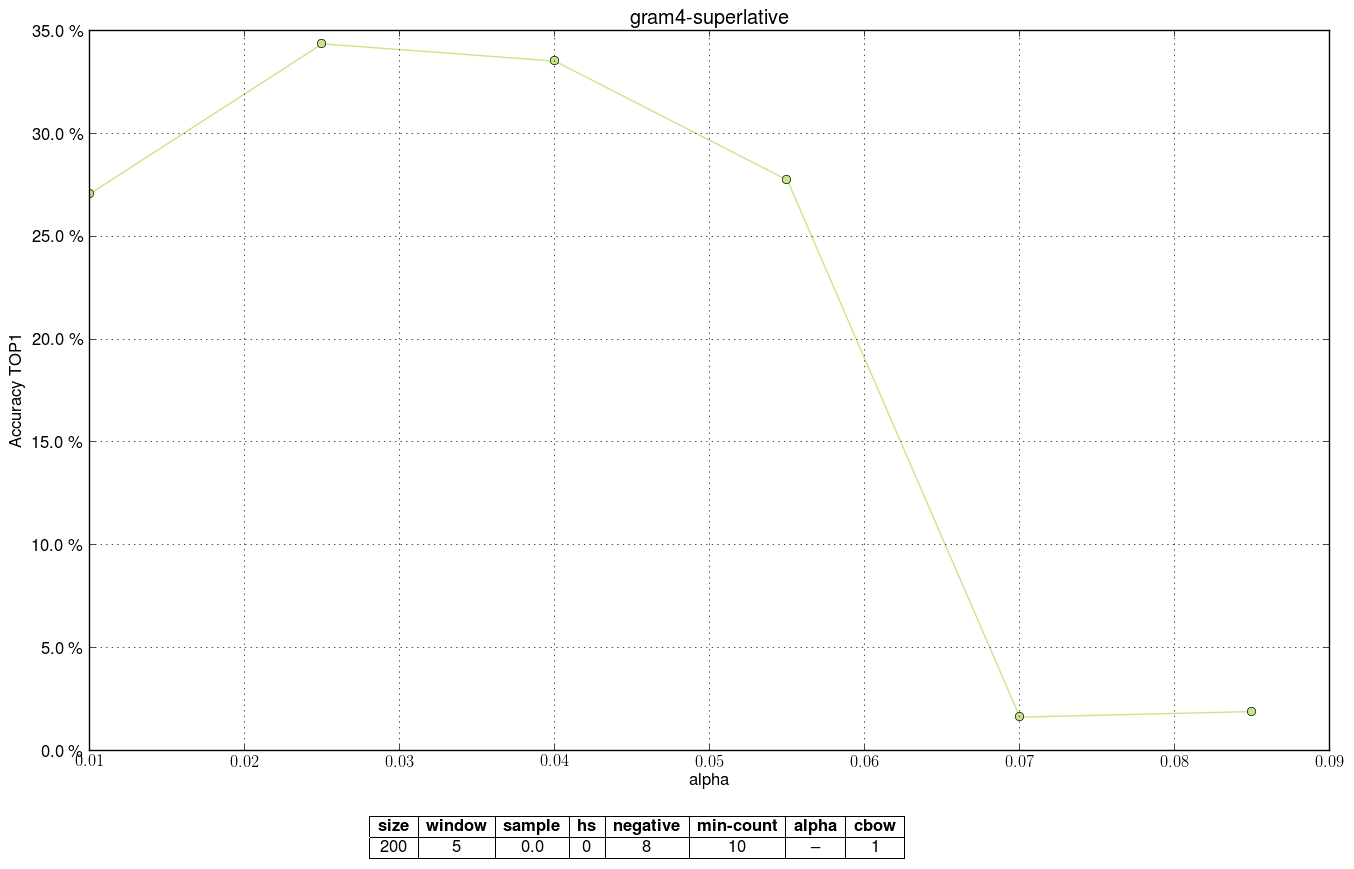 gram4-superlative
35.0 %
30.0 %
25.0 %
20.0 %
15.0 %
10.0 %
5.0 %
0.0 %
Accuracy TOP1
0.01 0.02 0.03 0.04 0.05 0.06 0.07 0.08 0.09
alpha
size window sample hs negative min-count alpha cbow
200 5 0.0 0 8 10 – 1